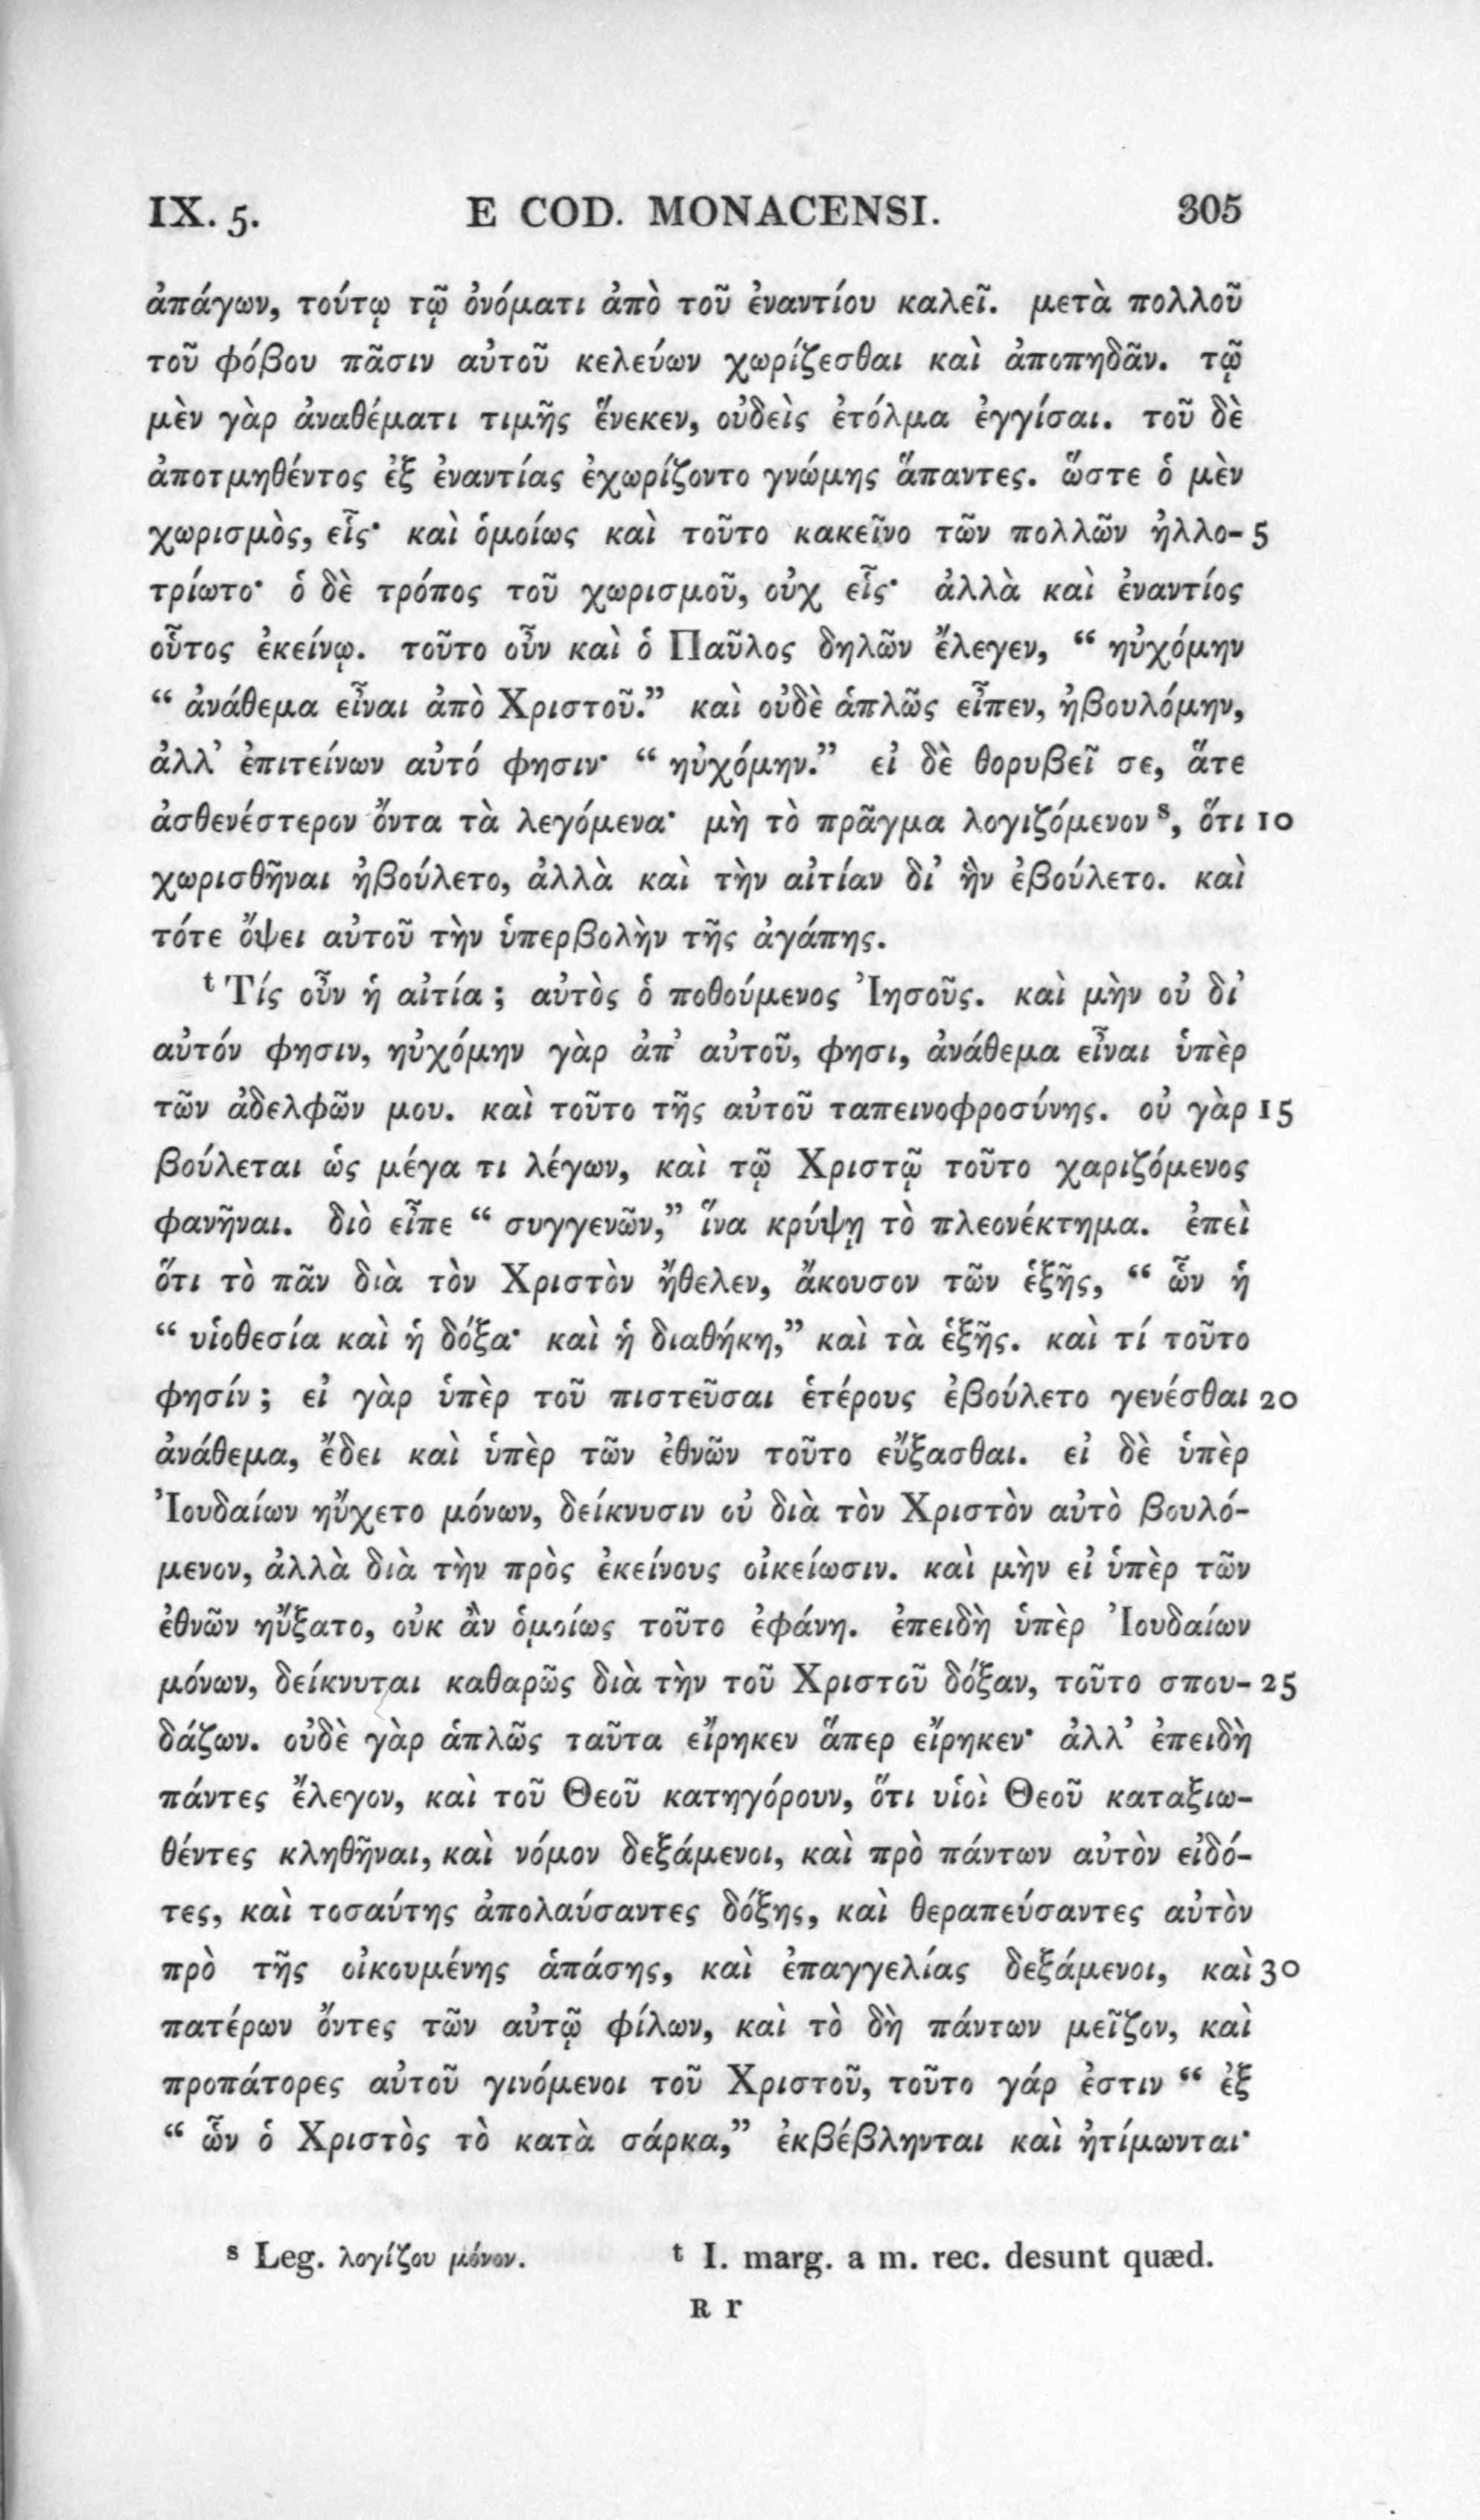 IX. 5. E COD. MONACENSI. 305
ἀπάγων, τούτῳ τῷ ὀνόματι ἀπὸ τοῦ ἐναντίου καλεῖ. μετὰ πολλοῦ
τοῦ φόβου πᾶσιν αὐτοῦ κελεύων χωρίζεσθαι καὶ ἀποπηδᾶν. τῷ
μὲν γὰρ ἀναθέματι τιμῆς ἕνεκεν, οὐδεὶς ἐτόλμα ἐγγίσαι. τοῦ δὲ
ἀποτμηθέντος ἐξ ἐναντίας ἐχωρίζοντο γνώμης ἅπαντες. ὥστε ὁ μὲν
χωρισμὸς, εἷς· καὶ ὁμοίως καὶ τοῦτο κακεῖνο τῶν πολλῶν ἠλλο- 5
τρίωτο· ὁ δὲ τρόπος τοῦ χωρισμοῦ, οὐχ εἷς· ἀλλὰ καὶ ἐναντίος
οὗτος ἐκείνῳ. τοῦτο οὖν καὶ ὁ Παῦλος δηλῶν ἔλεγεν, “ ηὐχόμην
“ ἀνάθεμα εἶναι ἀπὸ Χριστοῦ.” καὶ οὐδὲ ἁπλῶς εἶπεν, ἠβουλόμην,
ἀλλ’ ἐπιτείνων αὐτό φησιν· “ ηὐχόμην.” εἰ δὲ θορυβεῖ σε, ἅτε
ἀσθενέστερον ὄντα τὰ λεγόμενα· μὴ τὸ πρᾶγμα λογιζόμενον s, ὅτι 10
χωρισθῆναι ἠβούλετο, ἀλλὰ καὶ τὴν αἰτίαν δι’ ἣν ἐβούλετο. καὶ
τότε ὄψει αὐτοῦ τὴν ὑπερβολὴν τῆς ἀγάπης.
t Τίς οὖν ἡ αἰτία ; αὐτὸς ὁ ποθούμενος Ἰησοῦς. καὶ μὴν οὐ δι’
αὐτόν φησιν, ηὐχόμην γὰρ ἀπ’ αὐτοῦ, φησι, ἀνάθεμα εἶναι ὑπὲρ
τῶν ἀδελφῶν μου. καὶ τοῦτο τῆς αὐτοῦ ταπεινοφροσύνης. οὐ γὰρ 15
βούλεται ὡς μέγα τι λέγων, καὶ τῷ Χριστῷ τοῦτο χαριζόμενος
φανῆναι. διὸ εἶπε “ συγγενῶν,” ἵνα κρύψῃ τὸ πλεονέκτημα. ἐπεὶ
ὅτι τὸ πᾶν διὰ τὸν Χριστὸν ἤθελεν, ἄκουσον τῶν ἑξῆς, “ ὧν ἡ
“ υἱοθεσία καὶ ἡ δόξα· καὶ ἡ διαθήκη,” καὶ τὰ ἑξῆς. καὶ τί τοῦτο
φησίν ; εἰ γὰρ ὑπὲρ τοῦ πιστεῦσαι ἑτέρους ἐβούλετο γενέσθαι 20
ἀνάθεμα, ἔδει καὶ ὑπὲρ τῶν ἐθνῶν τοῦτο εὔξασθαι. εἰ δὲ ὑπὲρ
Ἰουδαίων ηὔχετο μόνων, δείκνυσιν οὐ διὰ τὸν Χριστὸν αὐτὸ βουλό-
μενον, ἀλλὰ διὰ τὴν πρὸς ἐκείνους οἰκείωσιν. καὶ μὴν εἰ ὑπὲρ τῶν
ἐθνῶν ηὔξατο, οὐκ ἂν ὁμοίως τοῦτο ἐφάνη. ἐπειδὴ ὑπὲρ Ἰουδαίων
μόνων, δείκνυται καθαρῶς διὰ τὴν τοῦ Χριστοῦ δόξαν, τοῦτο σπου- 25
δάζων. οὐδὲ γὰρ ἁπλῶς ταῦτα εἴρηκεν ἅπερ εἴρηκεν· ἀλλ’ ἐπειδὴ
πάντες ἔλεγον, καὶ τοῦ Θεοῦ κατηγόρουν, ὅτι υἱοὶ Θεοῦ καταξιω-
θέντες κληθῆναι, καὶ νόμον δεξάμενοι, καὶ πρὸ πάντων αὐτὸν εἰδό-
τες, καὶ τοσαύτης ἀπολαύσαντες δόξης, καὶ θεραπεύσαντες αὐτὸν
πρὸ τῆς οἰκουμένης ἁπάσης, καὶ ἐπαγγελίας δεξάμενοι, καὶ 30
πατέρων ὄντες τῶν αὐτῷ φίλων, καὶ τὸ δὴ πάντων μεῖζον, καὶ
προπάτορες αὐτοῦ γινόμενοι τοῦ Χριστοῦ, τοῦτο γάρ ἐστιν “ ἐξ
“ ὧν ὁ Χριστὸς τὸ κατὰ σάρκα,” ἐκβέβληνται καὶ ἠτίμωνται·
s Leg. λογίζου μόνον. t I. marg. a m. rec. desunt quæd.
R r